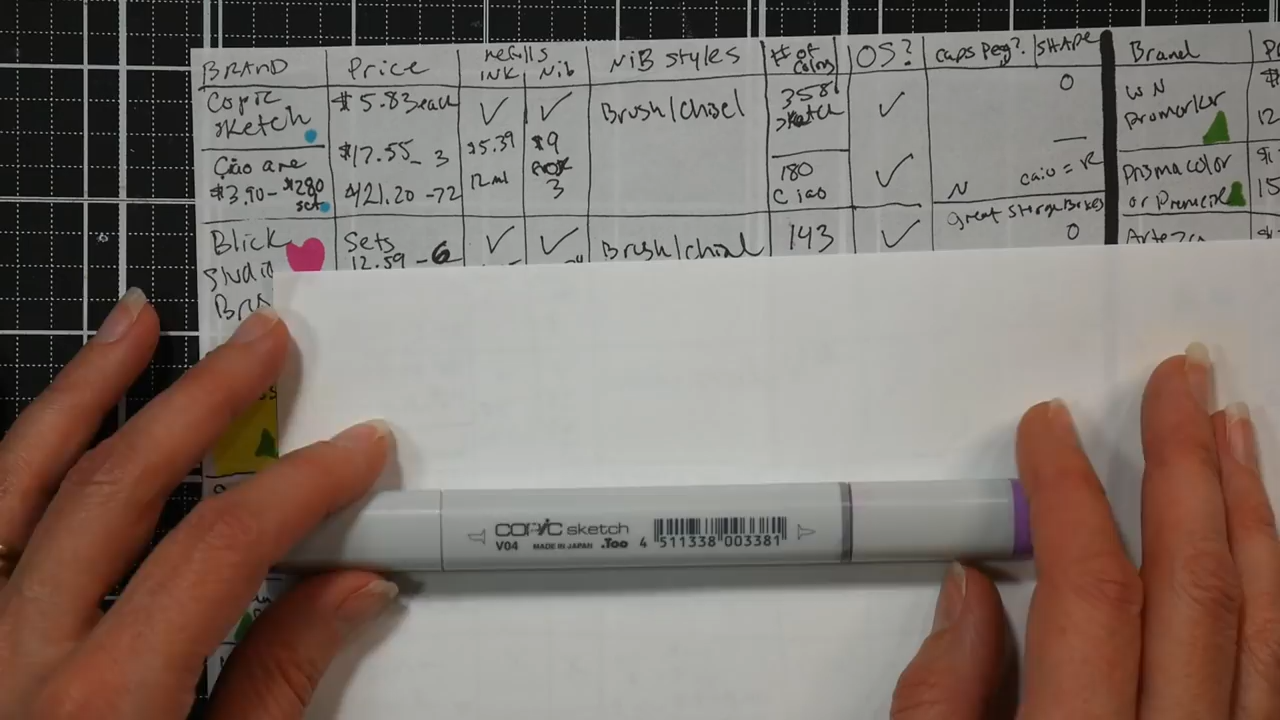 BRAND Price Refills INK Nib NiB Styles # of Colors OS? caps Peg? SHAPE Brand
Copic Sketch $5.83 each ✓ ✓ Brush/chisel 358 sketch ✓ O WN Promarker
$17.55 - 3 $5.39 $9
Ciao are $3.90 - $280 set $21.20 - 72 12 ml 3 180 Ciao ✓ N caio = R Prismacolor or Premier
great Storage Boxes
Blick Studio Sets 12.59 - 6 ✓ ✓ Brush/chisel 143 ✓ O Arteza
COPIC sketch
V04 MADE IN JAPAN .Too 4 511338 003381